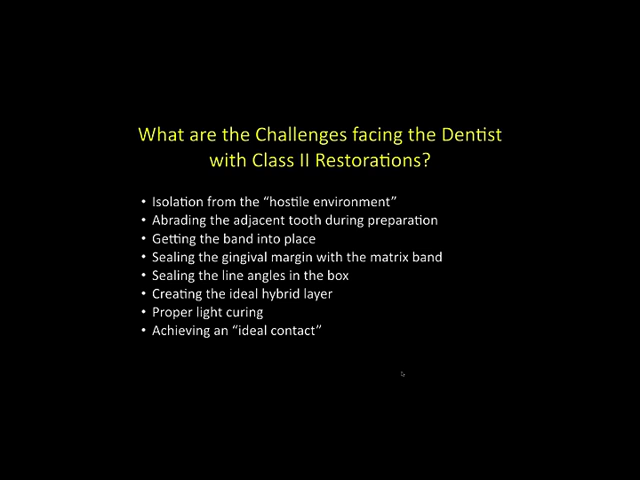 What are the Challenges facing the Dentist
with Class II Restorations?
• Isolation from the “hostile environment”
• Abrading the adjacent tooth during preparation
• Getting the band into place
• Sealing the gingival margin with the matrix band
• Sealing the line angles in the box
• Creating the ideal hybrid layer
• Proper light curing
• Achieving an “ideal contact”